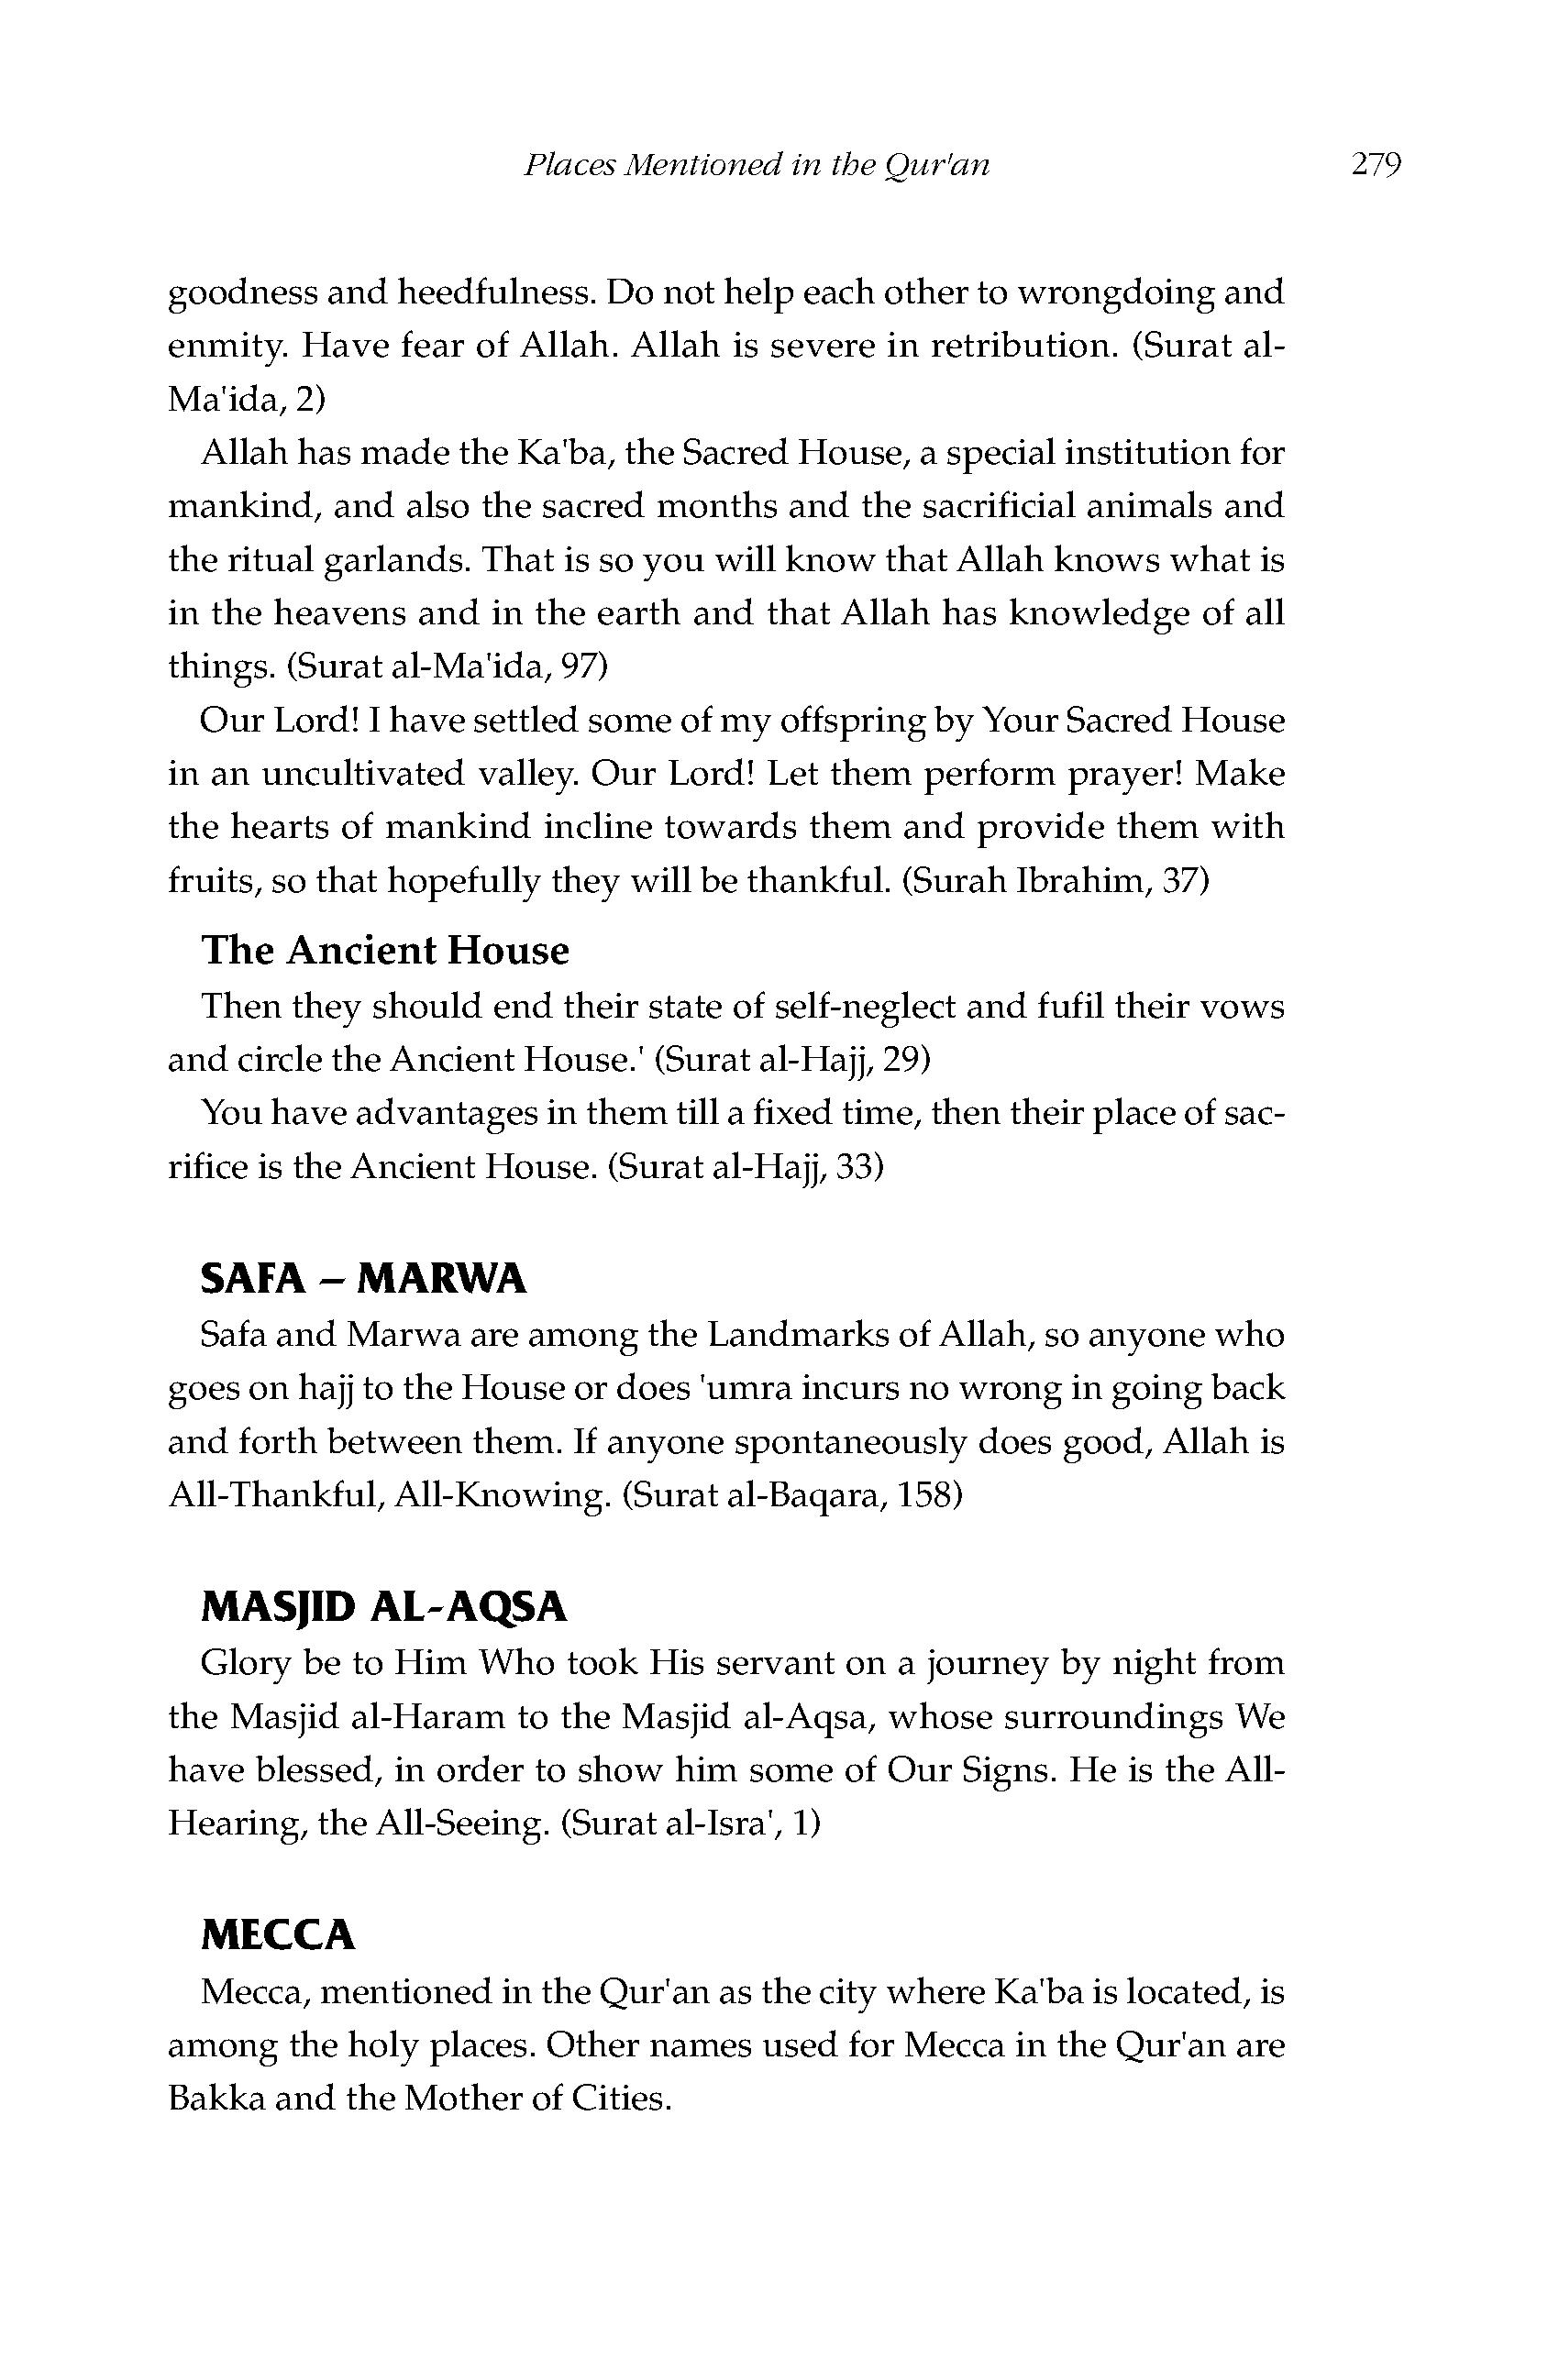 Places Mentioned in the Qur'an 279
goodness and heedfulness. Do not help each other to wrongdoing and
enmity. Have fear of Allah. Allah is severe in retribution. (Surat al-
Ma'ida, 2)
Allah has made the Ka'ba, the Sacred House, a special institution for
mankind, and also the sacred months and the sacrificial animals and
the ritual garlands. That is so you will know that Allah knows what is
in the heavens and in the earth and that Allah has knowledge of all
things. (Surat al-Ma'ida, 97)
Our Lord! I have settled some of my offspring by Your Sacred House
in an uncultivated valley. Our Lord! Let them perform prayer! Make
the hearts of mankind incline towards them and provide them with
fruits, so that hopefully they will be thankful. (Surah Ibrahim, 37)
The Ancient House
Then they should end their state of self-neglect and fufil their vows
and circle the Ancient House.' (Surat al-Hajj, 29)
You have advantages in them till a fixed time, then their place of sac-
rifice is the Ancient House. (Surat al-Hajj, 33)
SAFA – MARWA
Safa and Marwa are among the Landmarks of Allah, so anyone who
goes on hajj to the House or does 'umra incurs no wrong in going back
and forth between them. If anyone spontaneously does good, Allah is
All-Thankful, All-Knowing. (Surat al-Baqara, 158)
MASJID AL-AQSA
Glory be to Him Who took His servant on a journey by night from
the Masjid al-Haram to the Masjid al-Aqsa, whose surroundings We
have blessed, in order to show him some of Our Signs. He is the All-
Hearing, the All-Seeing. (Surat al-Isra', 1)
MECCA
Mecca, mentioned in the Qur'an as the city where Ka'ba is located, is
among the holy places. Other names used for Mecca in the Qur'an are
Bakka and the Mother of Cities.